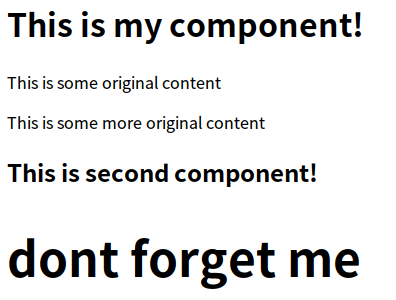 This is my component!
This is some original content
This is some more original content
This is second component!
dont forget me